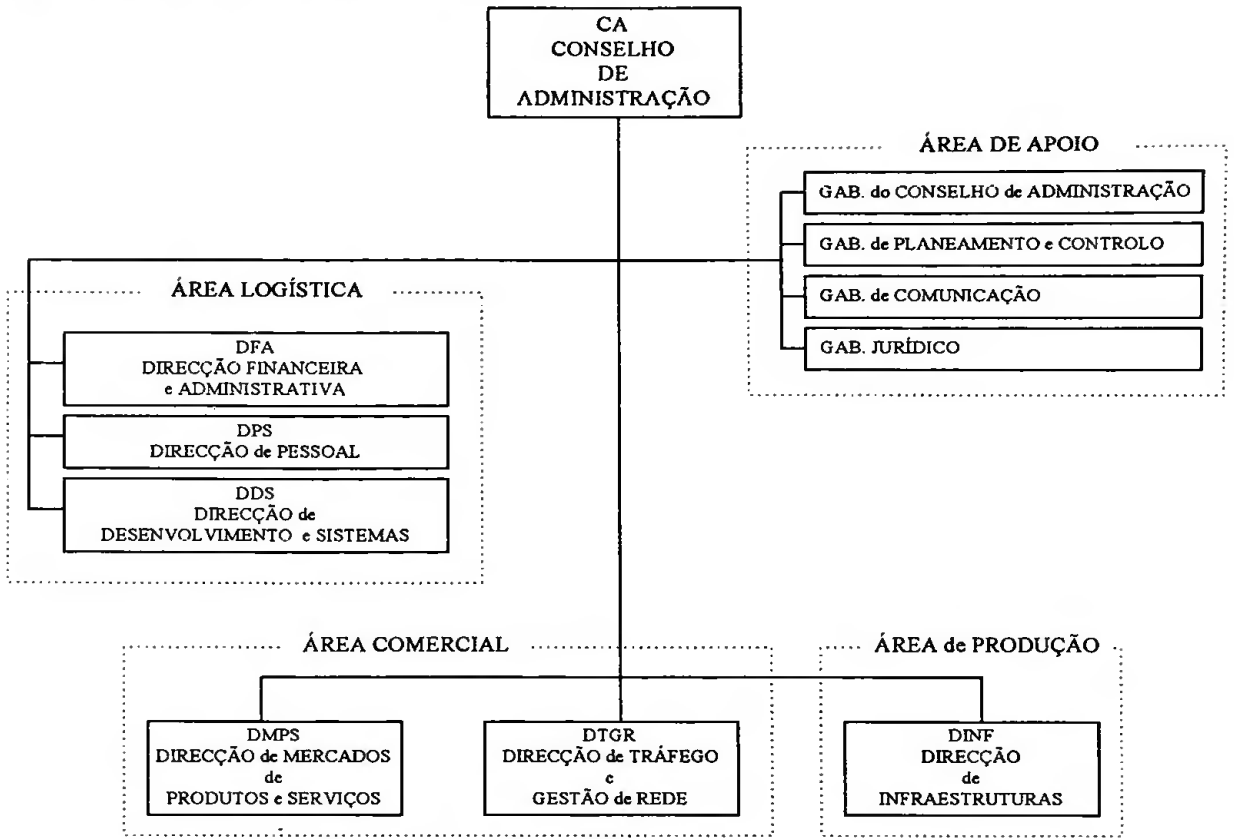 CA
CONSELHO
DE
ADMINISTRAÇÃO
ÁREA DE APOIO
GAB. do CONSELHO de ADMINISTRAÇÃO
GAB. de PLANEAMENTO e CONTROLO
GAB. de COMUNICAÇÃO
GAB. JURÍDICO
ÁREA LOGÍSTICA
DFA
DIRECÇÃO FINANCEIRA
e ADMINISTRATIVA
DPS
DIRECÇÃO de PESSOAL
DDS
DIRECÇÃO de
DESENVOLVIMENTO e SISTEMAS
ÁREA COMERCIAL
DMPS
DIRECÇÃO de MERCADOS
de
PRODUTOS e SERVIÇOS
DTGR
DIRECÇÃO de TRÁFEGO
e
GESTÃO de REDE
ÁREA de PRODUÇÃO
DINF
DIRECÇÃO
de
INFRAESTRUTURAS